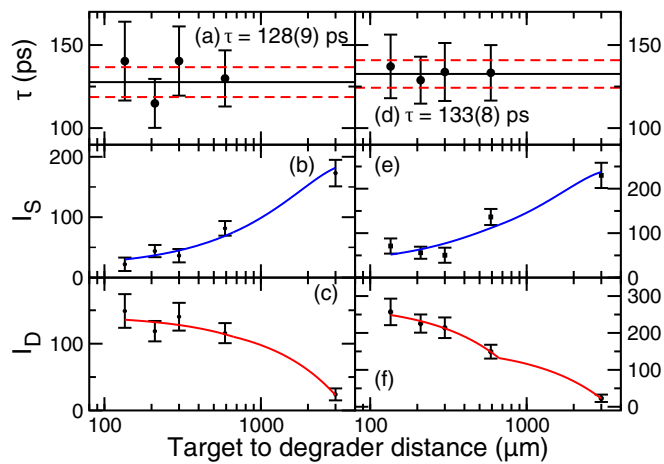 150
τ (ps)
100
(a) τ = 128(9) ps
150
100
(d) τ = 133(8) ps
200
I_S
100
0
(b)
(e)
200
100
0
I_D
100
0
(c)
300
200
100
0
(f)
100
1000
100
1000
Target to degrader distance (μm)